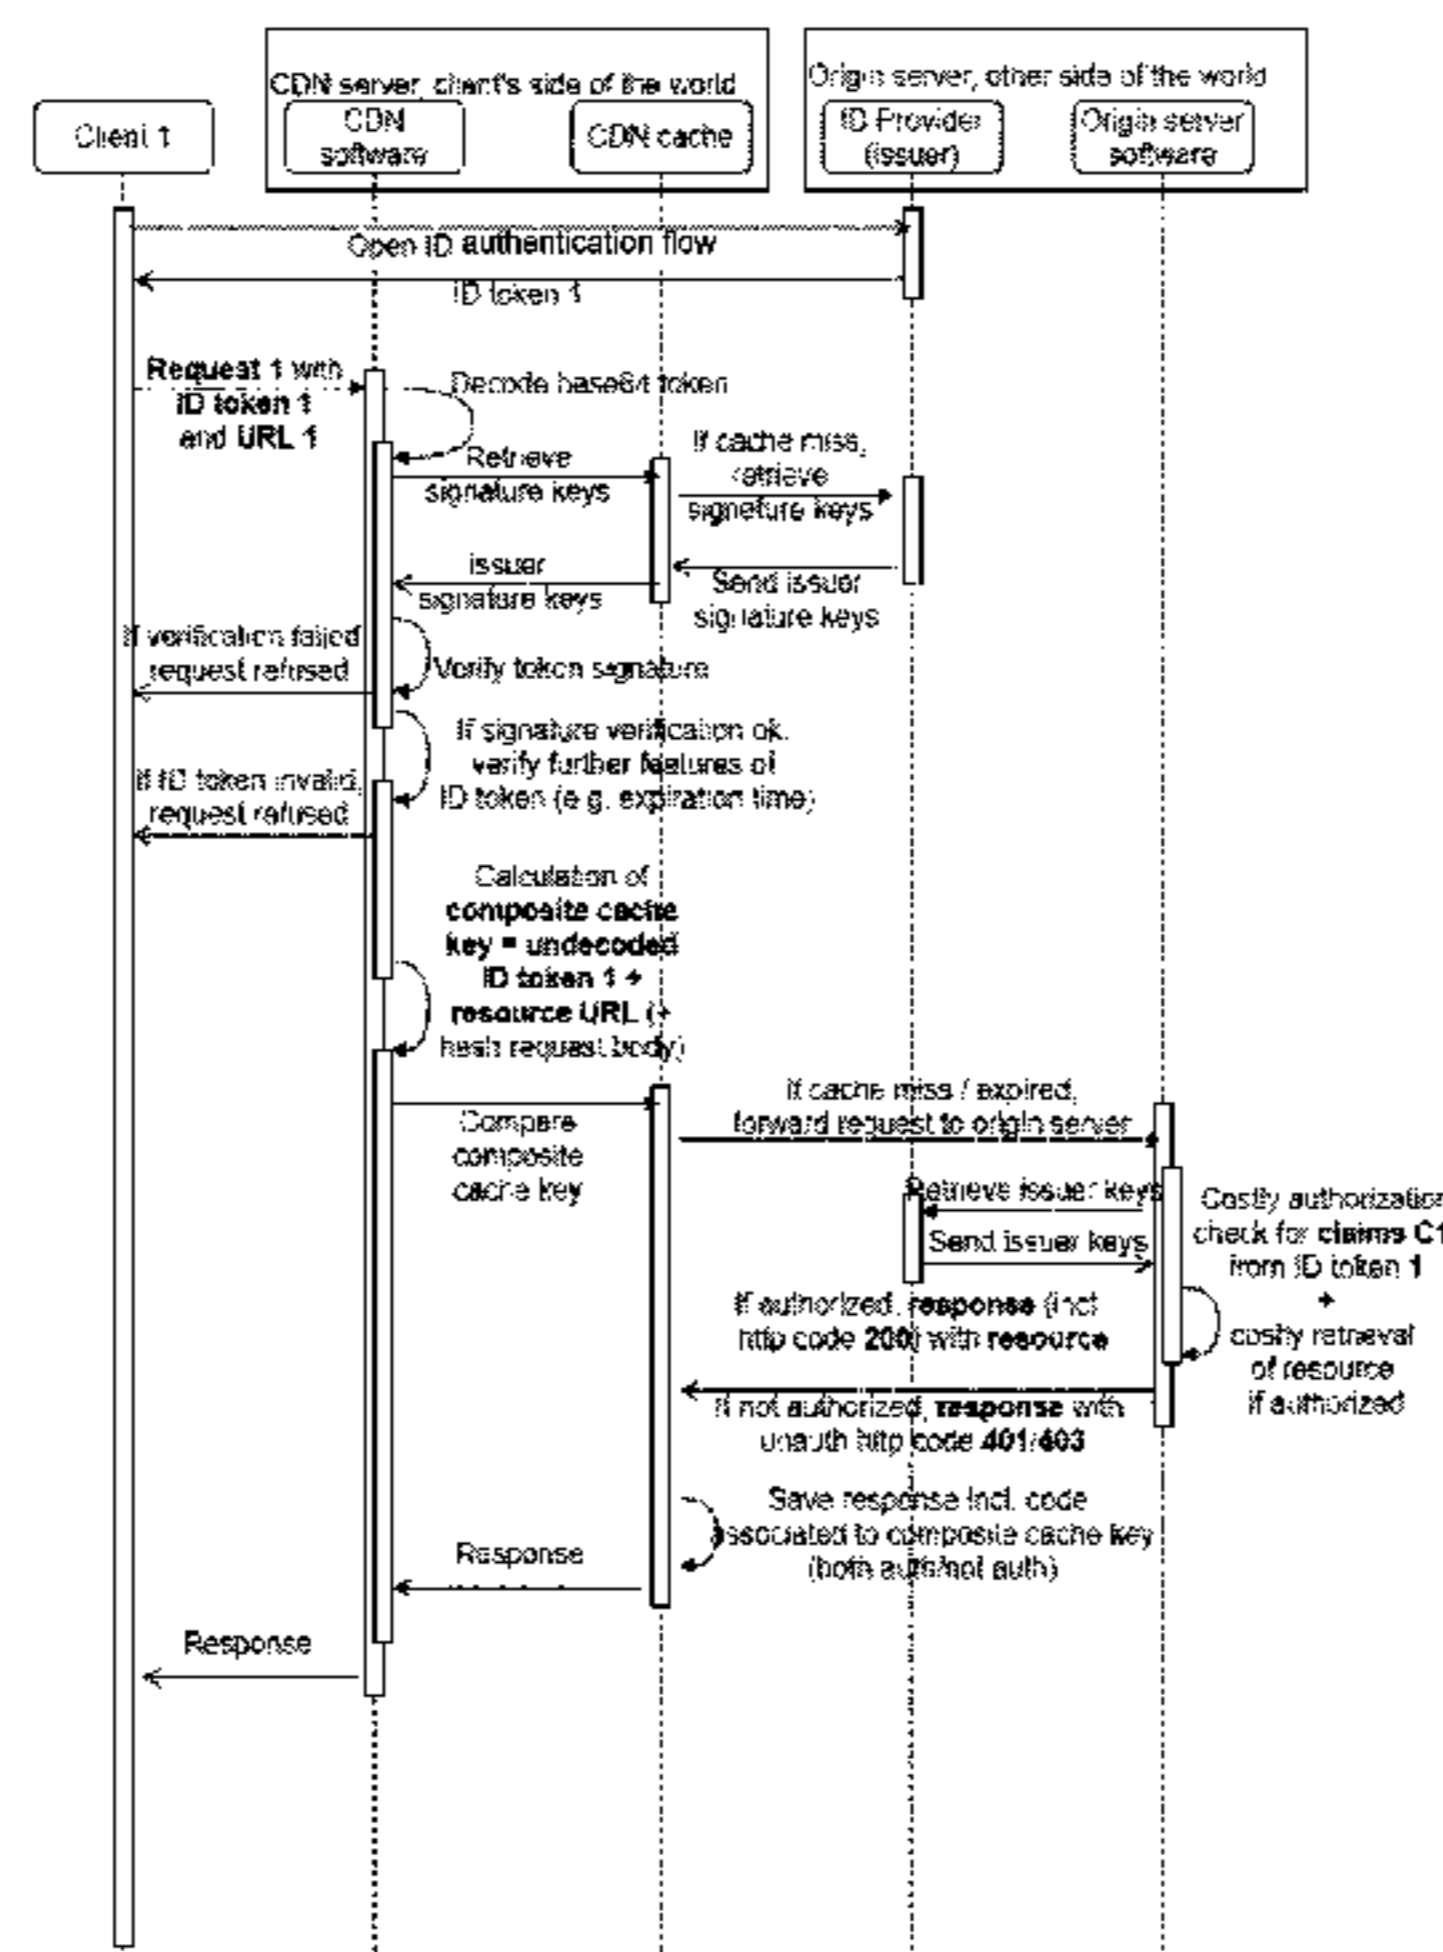 CDN server, client's side of the world
Origin server, other side of the world
Client 1
CDN
software
CDN cache
ID Provider
(issuer)
Origin server
software
Open ID authentication flow
ID token 1
Request 1 with
ID token 1
and URL 1
Decode base64 token
Retrieve
signature keys
If cache miss,
retrieve
signature keys
issuer
signature keys
Send issuer
signature keys
If verification failed
request refused
Verify token signature
If signature verification ok,
verify further features of
ID token (e.g. expiration time)
If ID token invalid,
request refused
Calculation of
composite cache
key = undecoded
ID token 1 +
resource URL (+
hash request body)
Compare
composite
cache key
If cache miss / expired,
forward request to origin server
Retrieve issuer keys
Send issuer keys
Costly authorization
check for claims C1
from ID token 1
+
costly retrieval
of resource
if authorized
If authorized, response (incl
http code 200) with resource
If not authorized, response with
unauth http code 401/403
Save response incl. code
associated to composite cache key
(both auth/not auth)
Response
Response